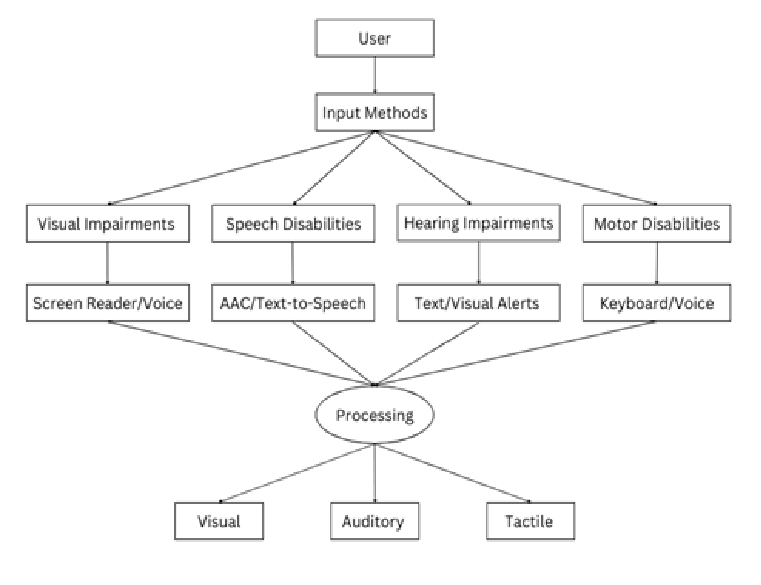 User
Input Methods
Visual Impairments
Speech Disabilities
Hearing Impairments
Motor Disabilities
Screen Reader/Voice
AAC/Text-to-Speech
Text/Visual Alerts
Keyboard/Voice
Processing
Visual
Auditory
Tactile